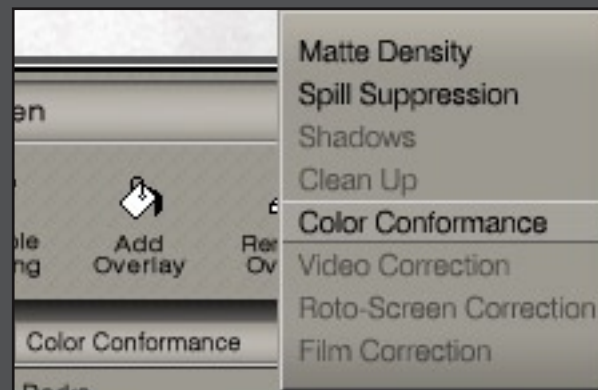 en
Add
Overlay
Color Conformance
Matte Density
Spill Suppression
Shadows
Clean Up
Color Conformance
Video Correction
Roto-Screen Correction
Film Correction